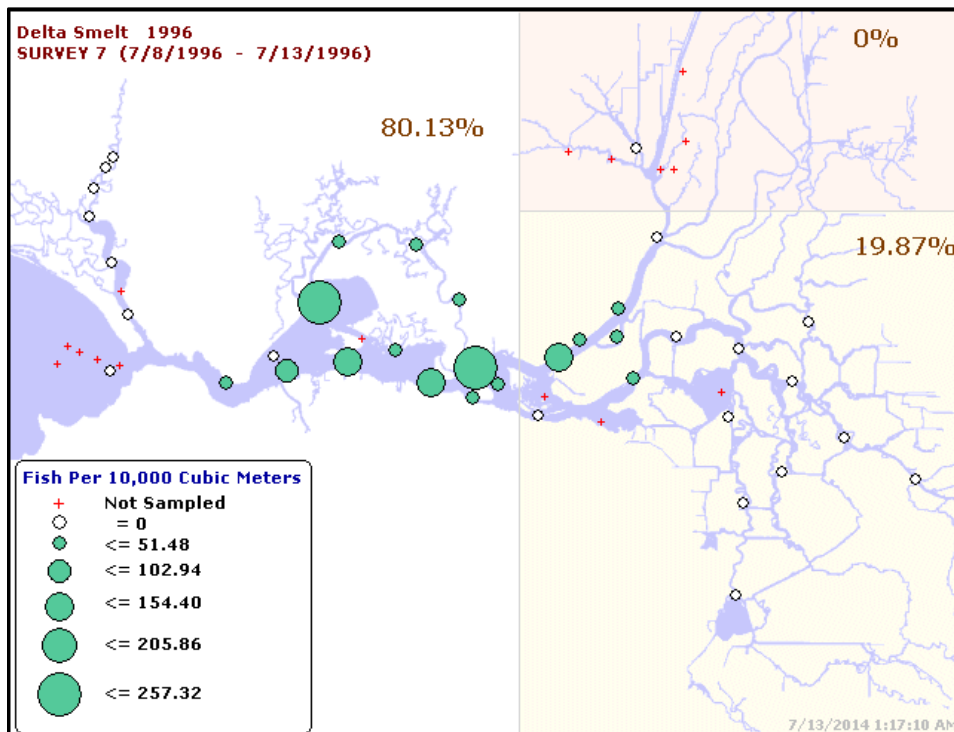 Delta Smelt 1996
SURVEY 7 (7/8/1996 - 7/13/1996)
0%
80.13%
19.87%
Fish Per 10,000 Cubic Meters
Not Sampled
= 0
<= 51.48
<= 102.94
<= 154.40
<= 205.86
<= 257.32
7/13/2014 1:17:10 AM